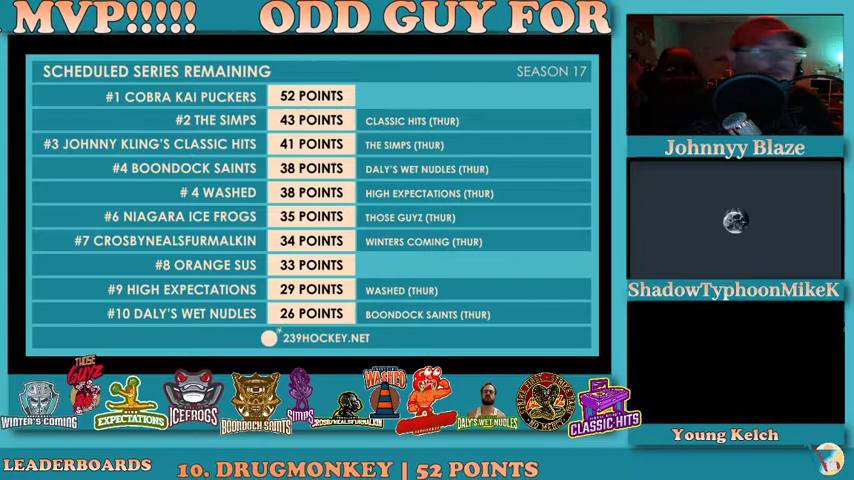 MVP!!!!! ODD GUY FOR
SCHEDULED SERIES REMAINING SEASON 17
#1 COBRA KAI PUCKERS 52 POINTS
#2 THE SIMPS 43 POINTS CLASSIC HITS (THUR)
#3 JOHNNY KLING'S CLASSIC HITS 41 POINTS THE SIMPS (THUR)
#4 BOONDOCK SAINTS 38 POINTS DALY'S WET NUDLES (THUR)
# 4 WASHED 38 POINTS HIGH EXPECTATIONS (THUR)
#6 NIAGARA ICE FROGS 35 POINTS THOSE GUYZ (THUR)
#7 CROSBYNEALSFURMALKIN 34 POINTS WINTERS COMING (THUR)
#8 ORANGE SUS 33 POINTS
#9 HIGH EXPECTATIONS 29 POINTS WASHED (THUR)
#10 DALY'S WET NUDLES 26 POINTS BOONDOCK SAINTS (THUR)
239HOCKEY.NET
Johnnyy Blaze
ShadowTyphoonMikeK
Young Kelch
THOSE GUYZ
WINTER'S COMING
EXPECTATIONS
ICEFROGS
BOONDOCK SAINTS
SIMPS
CROSBYNEALSFURMALKIN
WASHED
DALY'S WET NUDLES
CLASSIC HITS
LEADERBOARDS 10. DRUGMONKEY | 52 POINTS